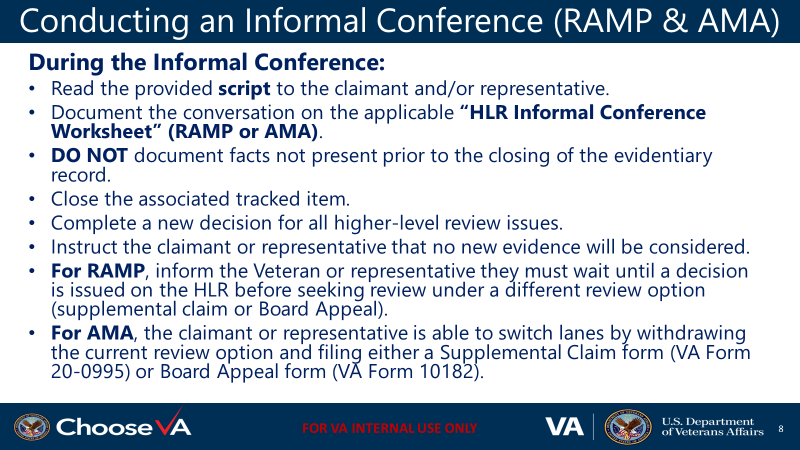 Conducting an Informal Conference (RAMP & AMA)
During the Informal Conference:
• Read the provided script to the claimant and/or representative.
• Document the conversation on the applicable “HLR Informal Conference
Worksheet” (RAMP or AMA).
• DO NOT document facts not present prior to the closing of the evidentiary
record.
• Close the associated tracked item.
• Complete a new decision for all higher-level review issues.
• Instruct the claimant or representative that no new evidence will be considered.
• For RAMP, inform the Veteran or representative they must wait until a decision
is issued on the HLR before seeking review under a different review option
(supplemental claim or Board Appeal).
• For AMA, the claimant or representative is able to switch lanes by withdrawing
the current review option and filing either a Supplemental Claim form (VA Form
20-0995) or Board Appeal form (VA Form 10182).
ChooseVA
FOR VA INTERNAL USE ONLY
VA
U.S. Department
of Veterans Affairs
8